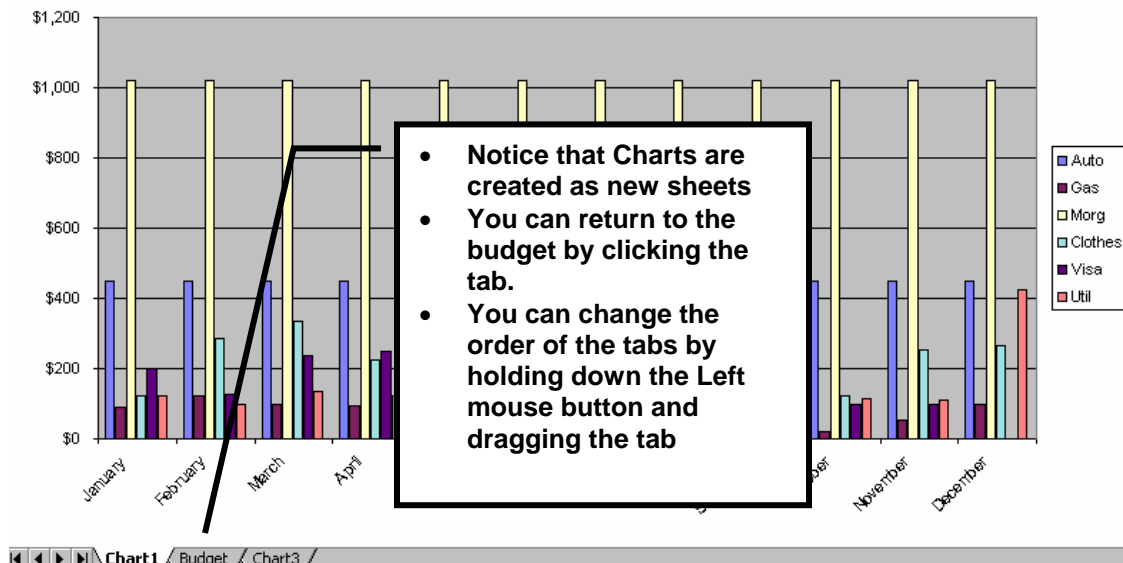 $1,200
$1,000
$800
$600
$400
$200
$0
• Notice that Charts are
created as new sheets
• You can return to the
budget by clicking the
tab.
• You can change the
order of the tabs by
holding down the Left
mouse button and
dragging the tab
Auto
Gas
Morg
Clothes
Visa
Util
January
February
March
April
November
December
Chart1
Budget
Chart3